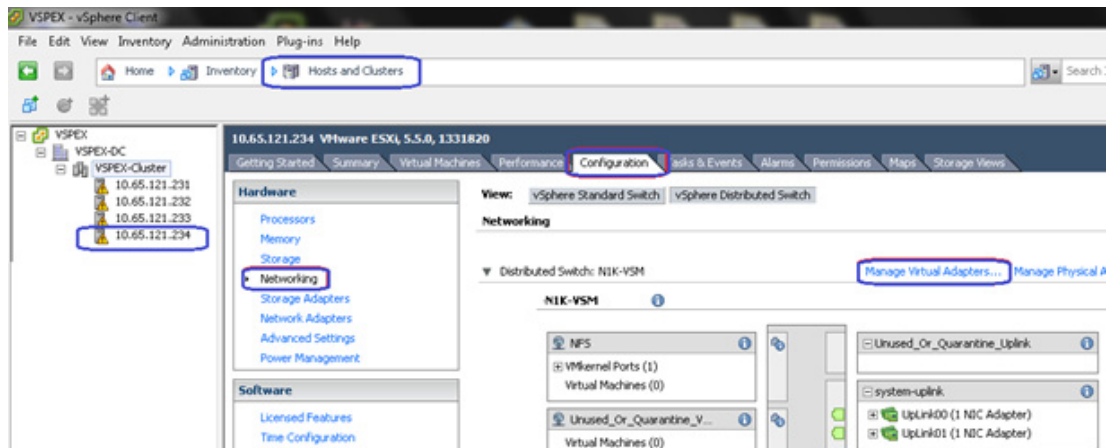 VSPEX - vSphere Client
File Edit View Inventory Administration Plug-ins Help
Home Inventory Hosts and Clusters Search
VSPEX
VSPEX-DC
VSPEX-Cluster
10.65.121.231
10.65.121.232
10.65.121.233
10.65.121.234
10.65.121.234 VMware ESXi, 5.5.0, 1331820
Getting Started Summary Virtual Machines Performance Configuration Tasks & Events Alarms Permissions Maps Storage Views
Hardware
Processors
Memory
Storage
Networking
Storage Adapters
Network Adapters
Advanced Settings
Power Management
Software
Licensed Features
Time Configuration
View: vSphere Standard Switch vSphere Distributed Switch
Networking
Distributed Switch: N1K-VSM Manage Virtual Adapters... Manage Physical A
N1K-VSM
NFS
VMkernel Ports (1)
Virtual Machines (0)
Unused_Or_Quarantine_V...
Virtual Machines (0)
Unused_Or_Quarantine_Uplink
system-uplink
UpLink00 (1 NIC Adapter)
UpLink01 (1 NIC Adapter)